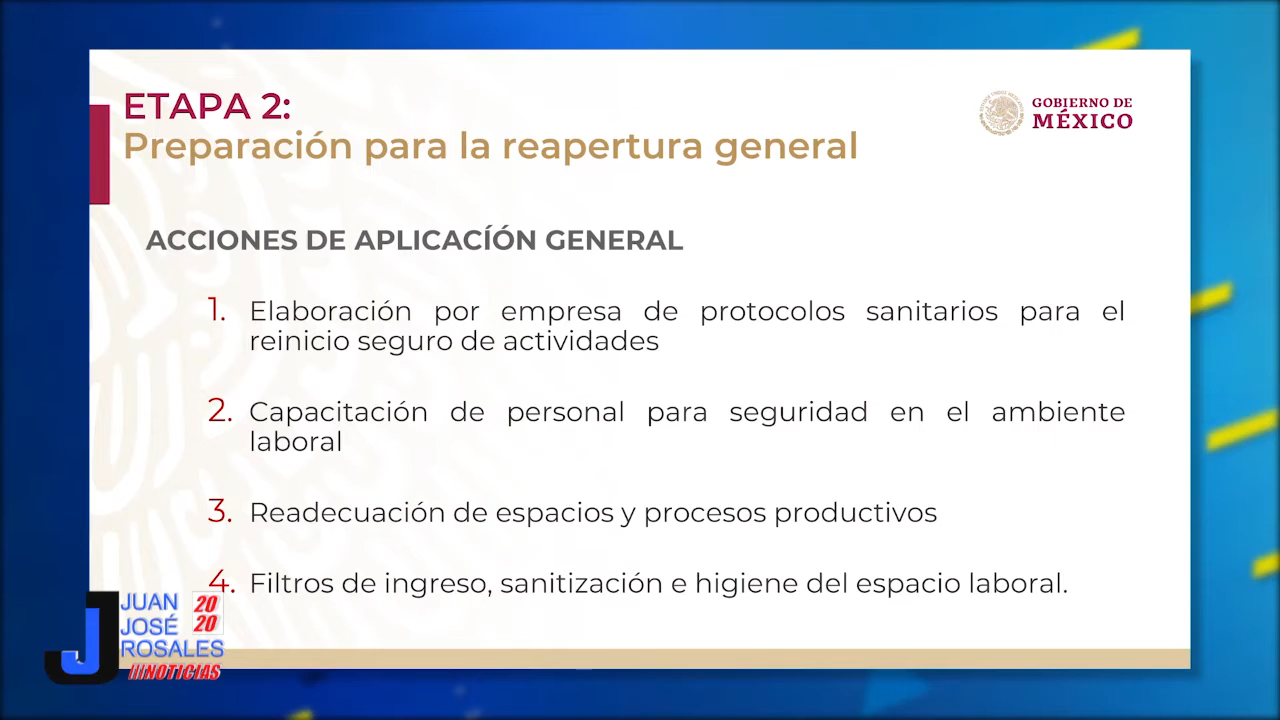 ETAPA 2:
Preparación para la reapertura general
GOBIERNO DE
MÉXICO
ACCIONES DE APLICACÍÓN GENERAL
1. Elaboración por empresa de protocolos sanitarios para el
reinicio seguro de actividades
2. Capacitación de personal para seguridad en el ambiente
laboral
3. Readecuación de espacios y procesos productivos
4. Filtros de ingreso, sanitización e higiene del espacio laboral.
J
JUAN
JOSÉ
ROSALES
20
20
///NOTICIAS